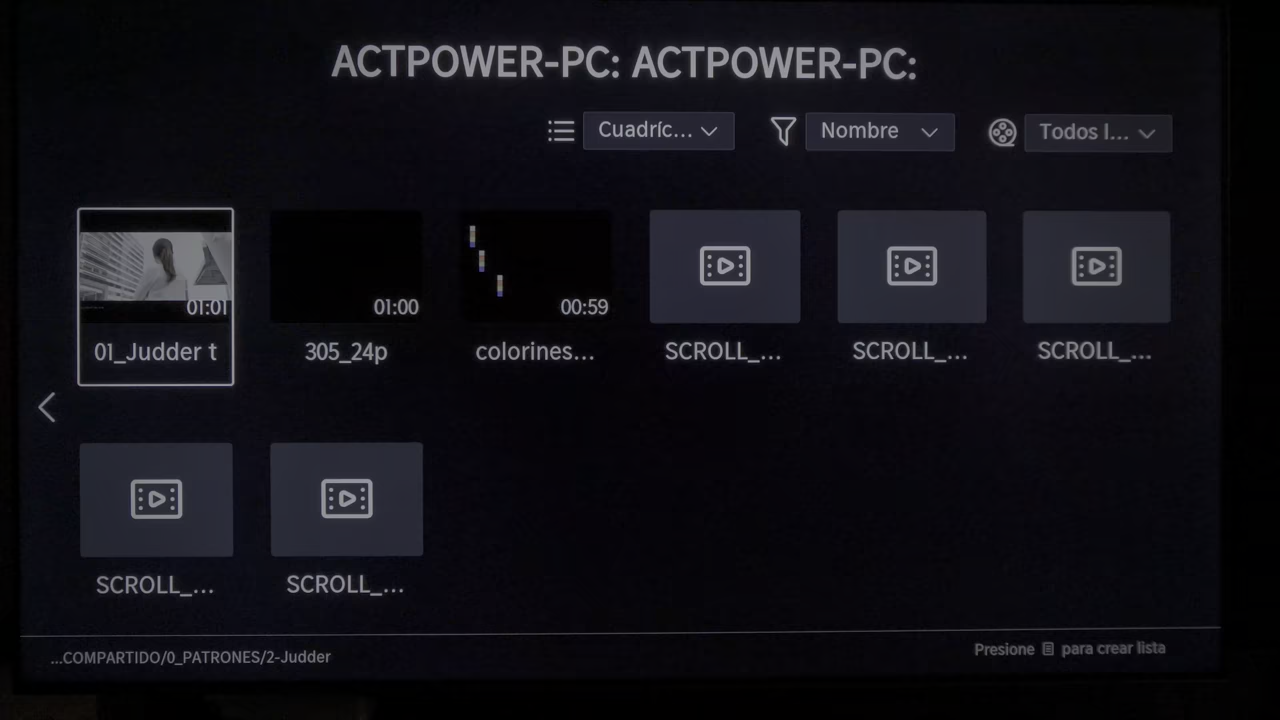 ACTPOWER-PC: ACTPOWER-PC:
Cuadríc... Nombre Todos l...
01:01 01:00 00:59
01_Judder t 305_24p colorines... SCROLL_... SCROLL_... SCROLL_...
SCROLL_... SCROLL_...
...COMPARTIDO/0_PATRONES/2-Judder
Presione para crear lista